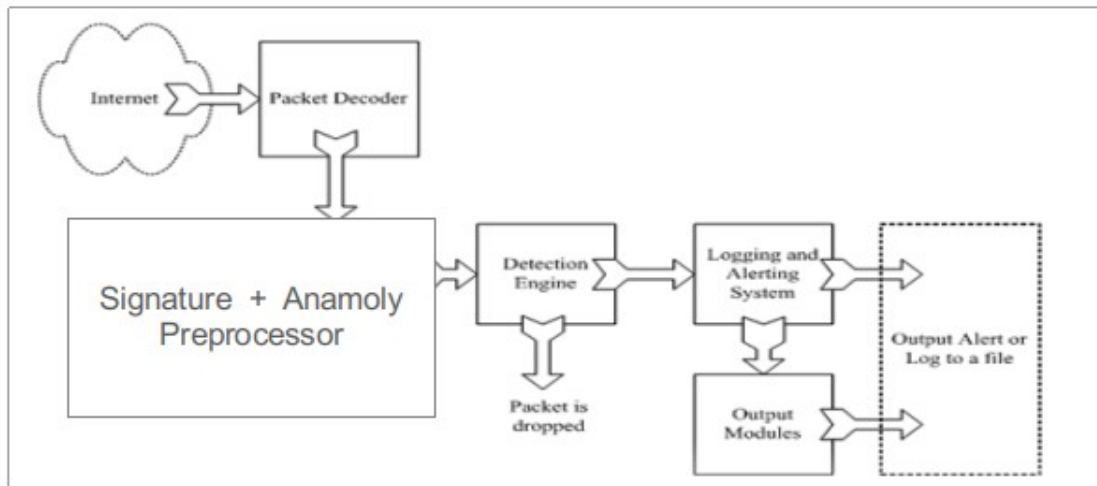 Internet
Packet Decoder
Signature + Anamoly
Preprocessor
Detection
Engine
Packet is
dropped
Logging and
Alerting
System
Output
Modules
Output Alert or
Log to a file